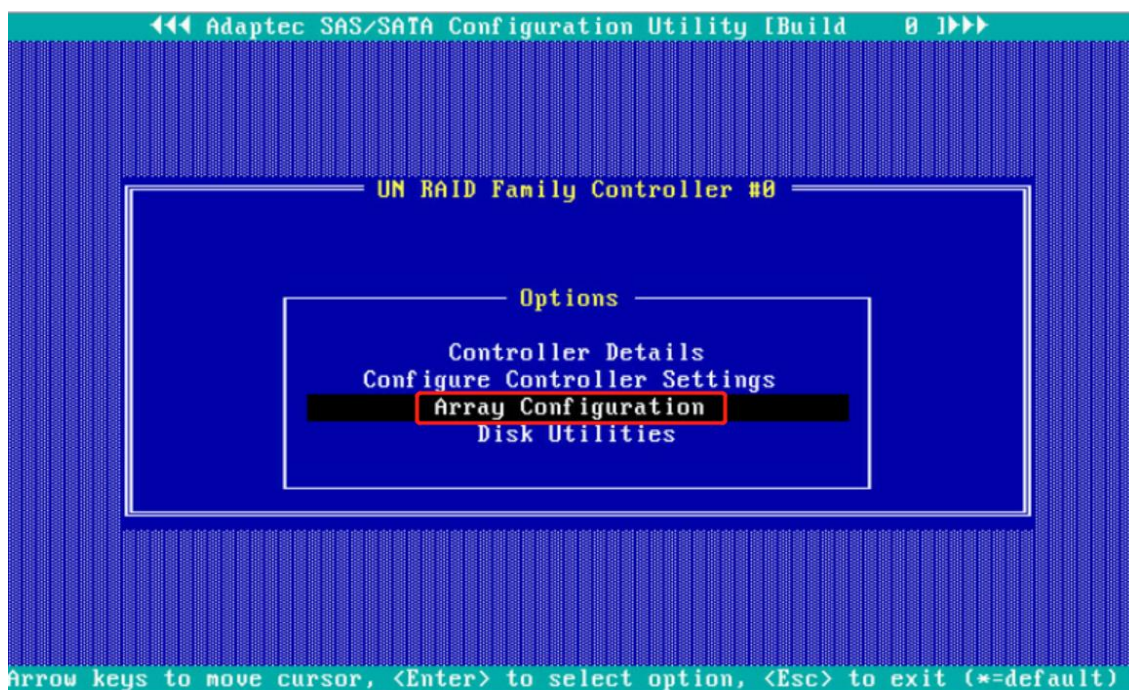 Adaptec SAS/SATA Configuration Utility [Build 0 ]
UN RAID Family Controller #0
Options
Controller Details
Configure Controller Settings
Array Configuration
Disk Utilities
Arrow keys to move cursor, <Enter> to select option, <Esc> to exit (*=default)